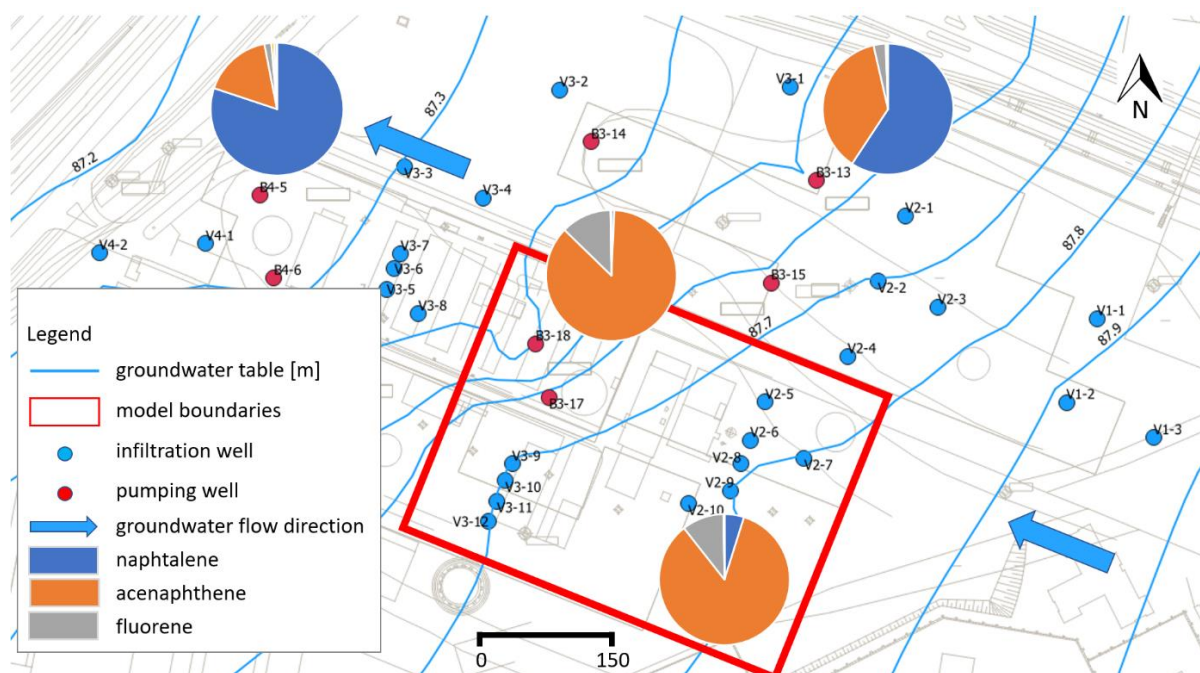 V3-2
V3-1
N
87.3
87.2
B3-14
V3-3
B3-13
B4-5
V3-4
V2-1
87.8
V4-2
V4-1
V3-7
V3-6
B4-6
B3-15
V3-5
V2-2
V2-3
V3-8
V1-1
87.9
87.7
B3-18
V2-4
B3-17
V2-5
V1-2
V2-6
V1-3
V3-9
V2-8
V2-7
V3-10
V2-9
V3-11
V2-10
V3-12
Legend
groundwater table [m]
model boundaries
infiltration well
pumping well
groundwater flow direction
naphtalene
acenaphthene
fluorene
0 150